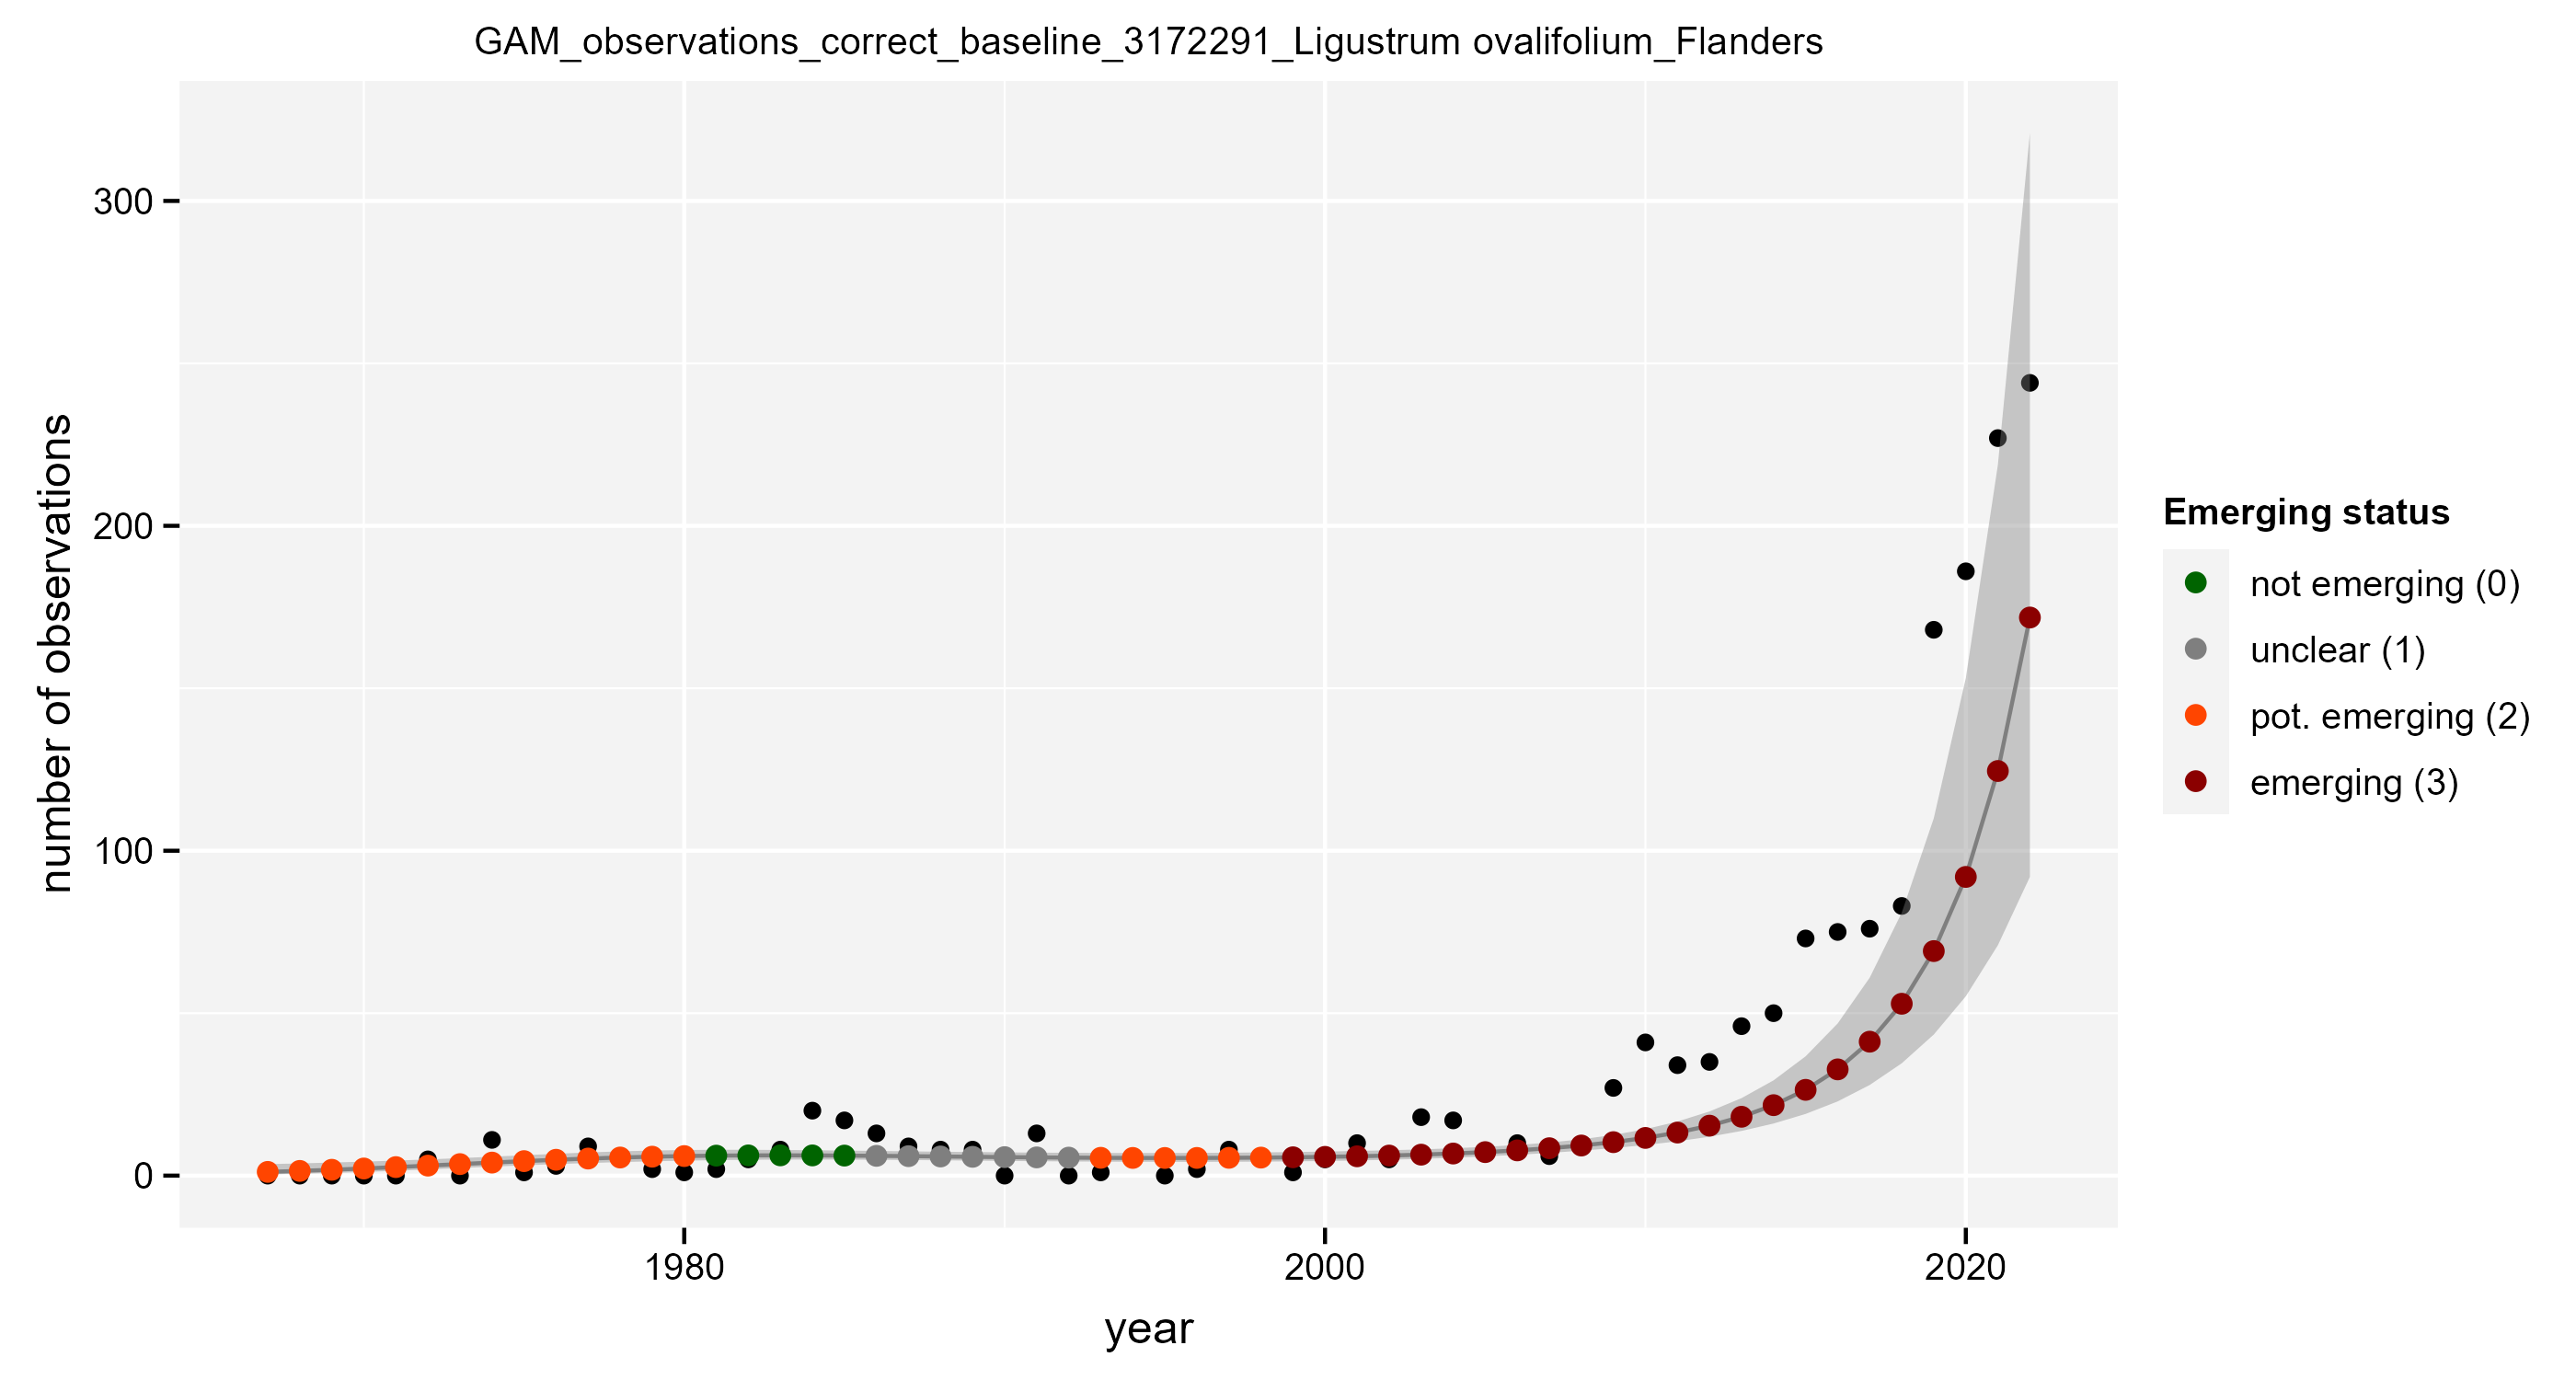 GAM_observations_correct_baseline_3172291_Ligustrum ovalifolium_Flanders
number of observations
300
200
100
0
1980
2000
2020
year
Emerging status
not emerging (0)
unclear (1)
pot. emerging (2)
emerging (3)